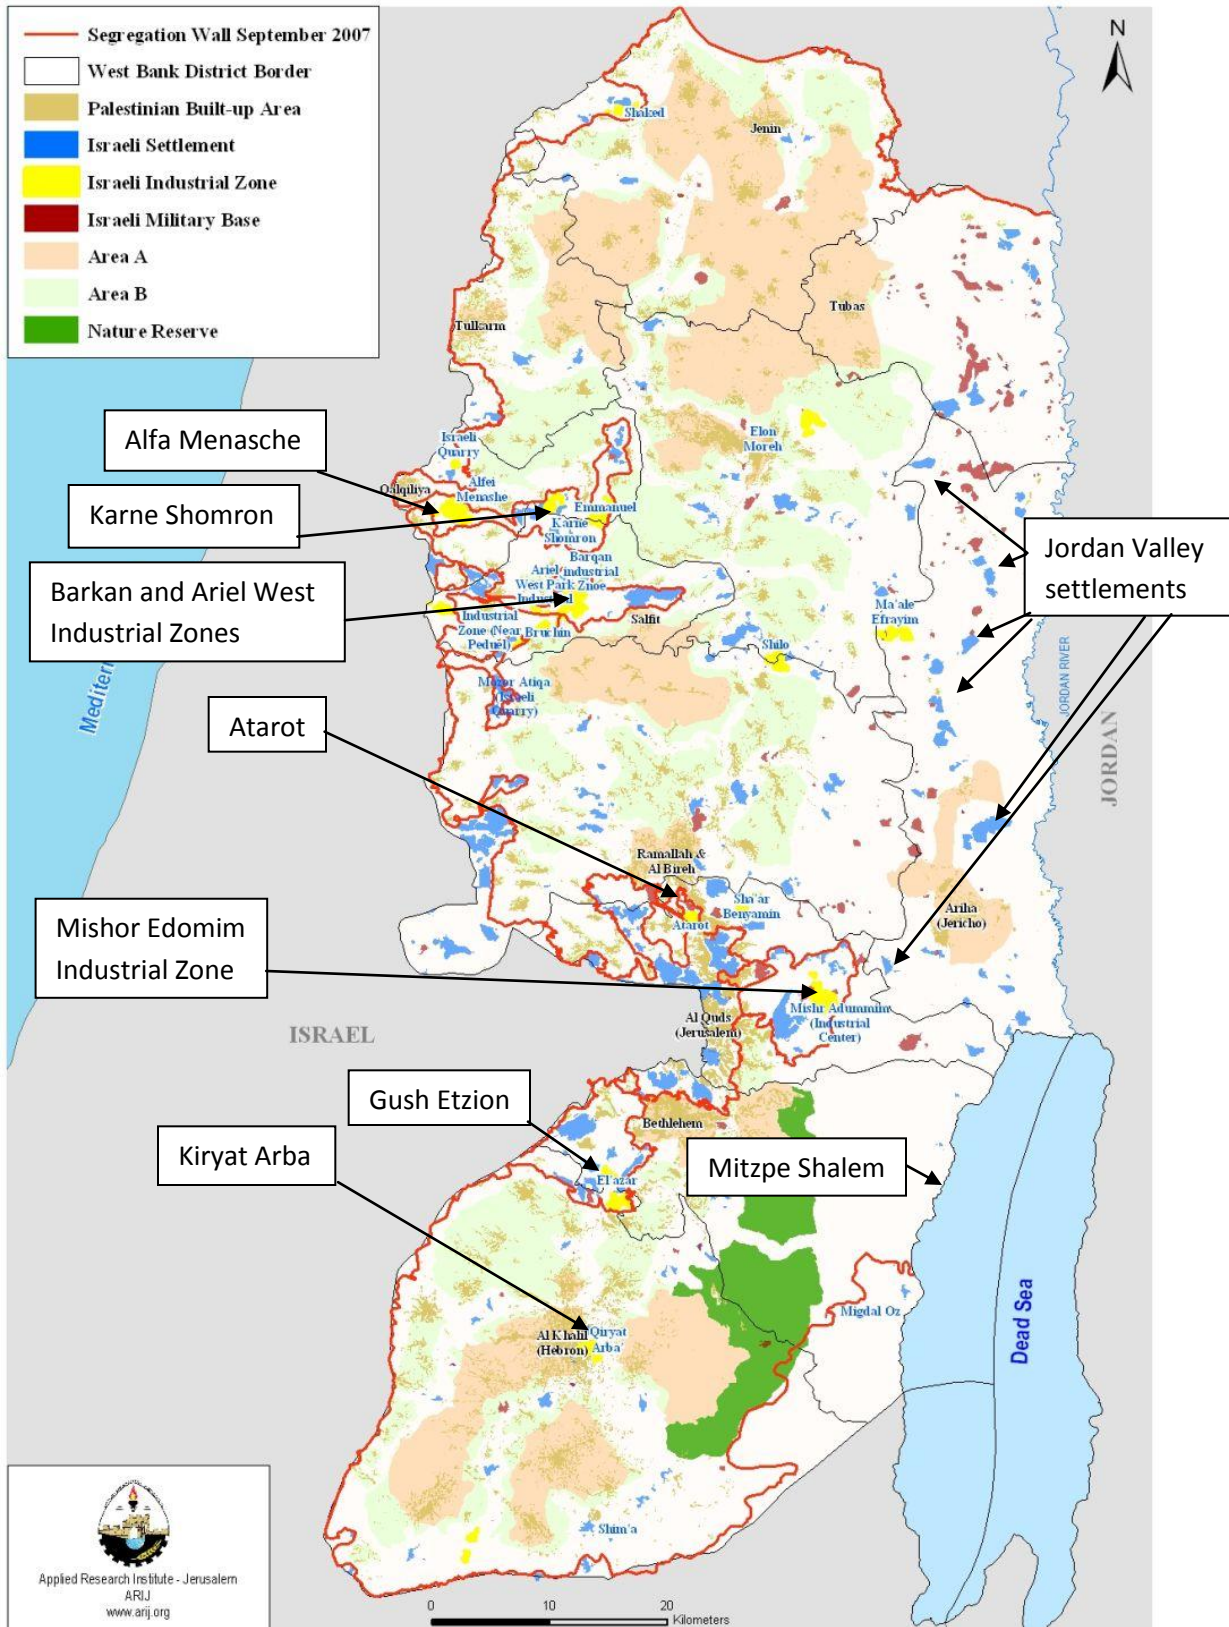 Segregation Wall September 2007
West Bank District Border
Palestinian Built-up Area
Israeli Settlement
Israeli Industrial Zone
Israeli Military Base
Area A
Area B
Nature Reserve
N
Shaked
Jenin
Tulkarm
Tubas
Alfa Menasche
Karne Shomron
Barkan and Ariel West
Industrial Zones
Israeli
Quarry
Qalqiliya
Alfei
Menashe
Elon
Moreh
Emmanuel
Karne
Shomron
Barqan
industrial
Znoe
Ariel
West Park
Industrial
Industrial
Zone (Near
Peduel)
Bruchin
Salfit
Ma'ale
Efrayim
Shilo
(Israeli
Quarry)
Jordan Valley
settlements
JORDAN RIVER
JORDAN
Mediterr
Atarot
Ramallah &
Al Bireh
Sha'ar
Benyamin
Atarot
Ariha
(Jericho)
Mishor Edomim
Industrial Zone
Al Quds
(Jerusalem)
Mishr Adummim
(Industrial
Center)
ISRAEL
Gush Etzion
Bethlehem
Kiryat Arba
El'azar
Mitzpe Shalem
Migdal Oz
Dead Sea
Al Khalil
(Hebron)
Qiryat
Arba'
Shim'a
Applied Research Institute - Jerusalem
ARIJ
www.arij.org
0 10 20
Kilometers